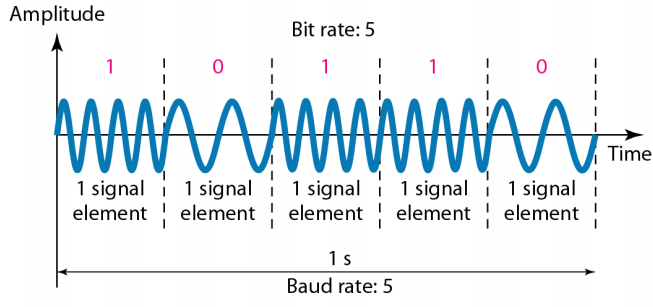 Amplitude
Bit rate: 5
1 0 1 1 0
Time
1 signal element
1 signal element
1 signal element
1 signal element
1 signal element
1 s
Baud rate: 5